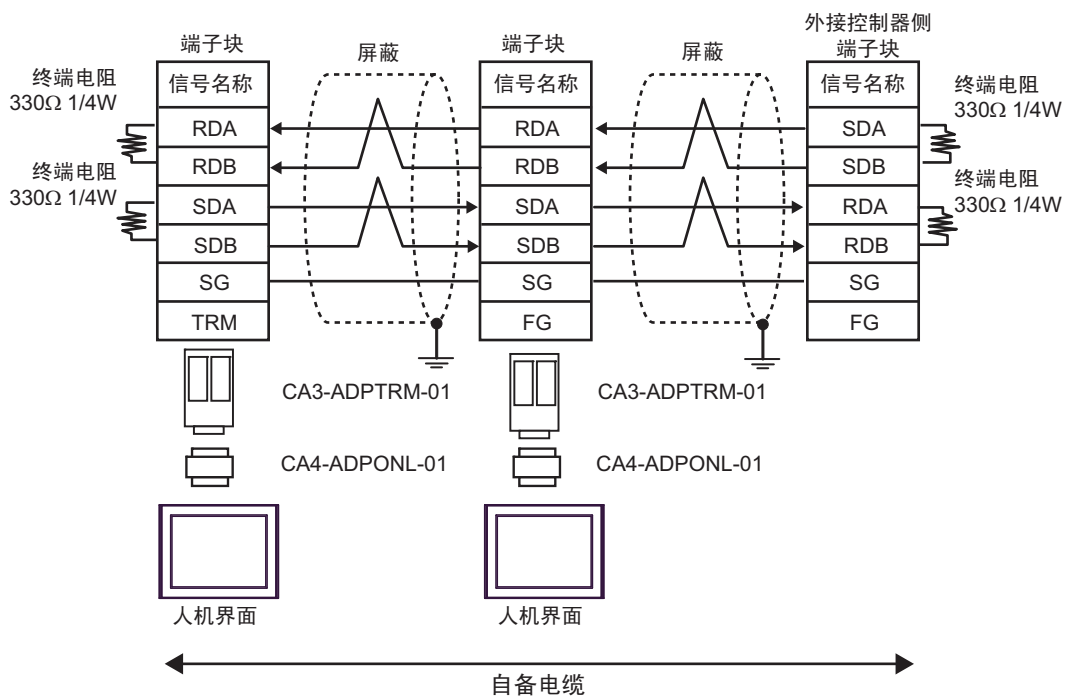 外接控制器侧
端子块
屏蔽
端子块
屏蔽
端子块
终端电阻
330Ω 1/4W
终端电阻
330Ω 1/4W
信号名称
RDA
RDB
SDA
SDB
SG
TRM
信号名称
RDA
RDB
SDA
SDB
SG
FG
信号名称
SDA
SDB
RDA
RDB
SG
FG
终端电阻
330Ω 1/4W
终端电阻
330Ω 1/4W
CA3-ADPTRM-01
CA3-ADPTRM-01
CA4-ADPONL-01
CA4-ADPONL-01
人机界面
人机界面
自备电缆